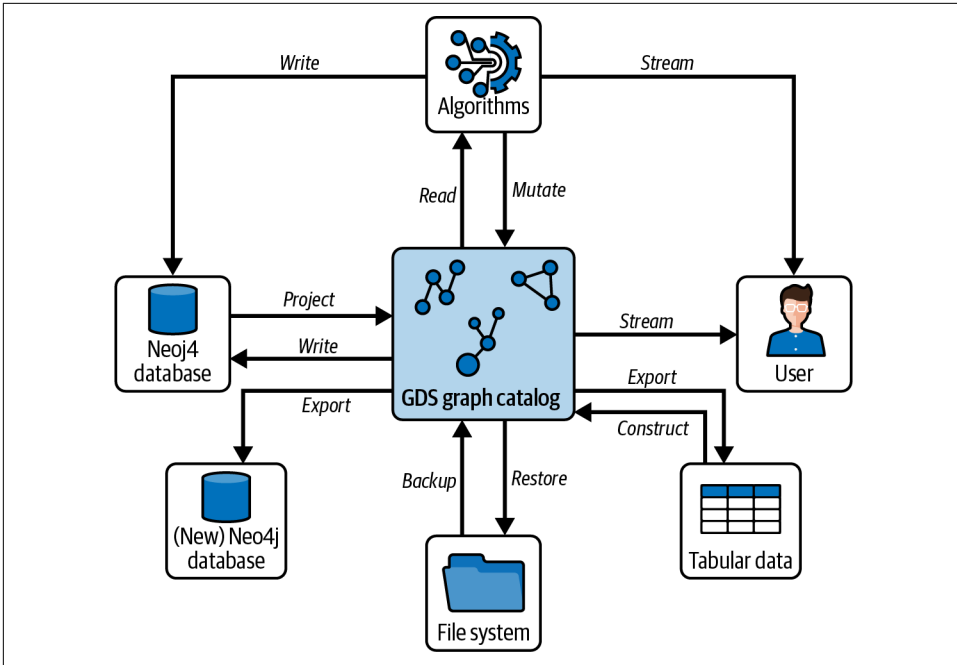 Write
Stream
Algorithms
Read
Mutate
Project
Stream
Neoj4
database
Write
User
GDS graph catalog
Export
Export
Construct
Backup
Restore
(New) Neo4j
database
Tabular data
File system